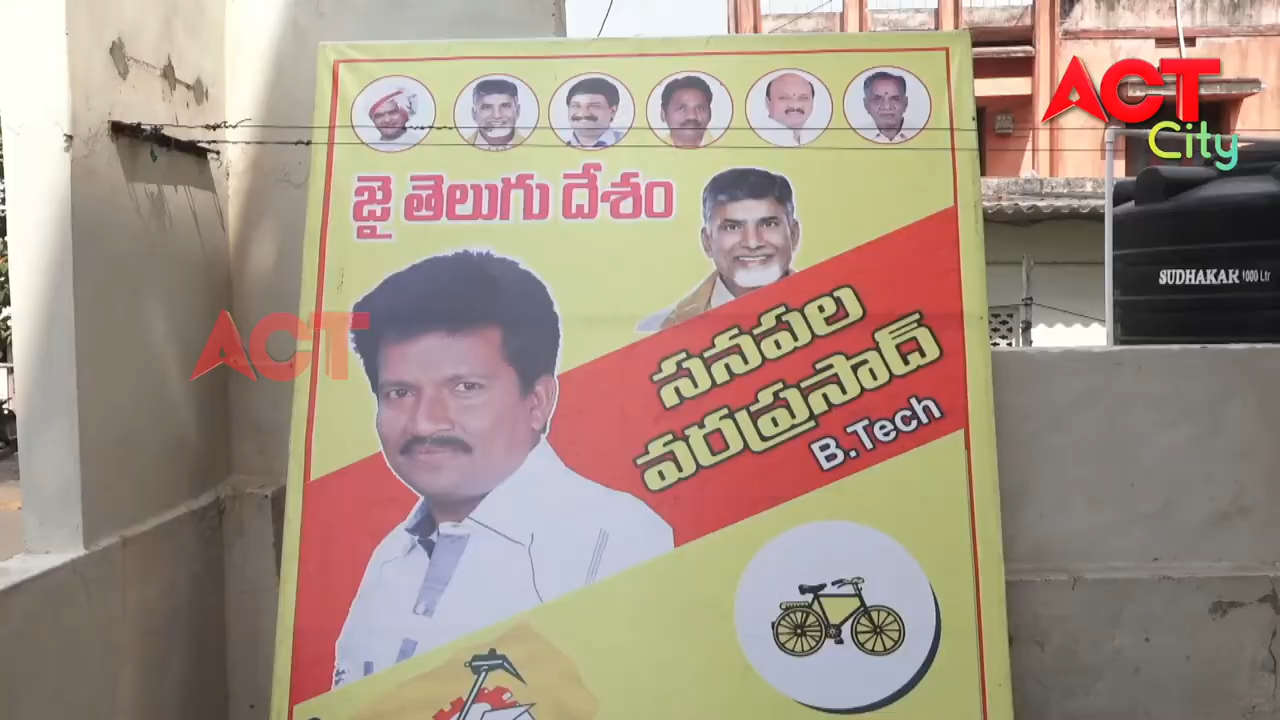 ACT
City
జై తెలుగు దేశం
ACT
సనపల
వరప్రసాద్
B.Tech
SUDHAKAR 1000 Ltr